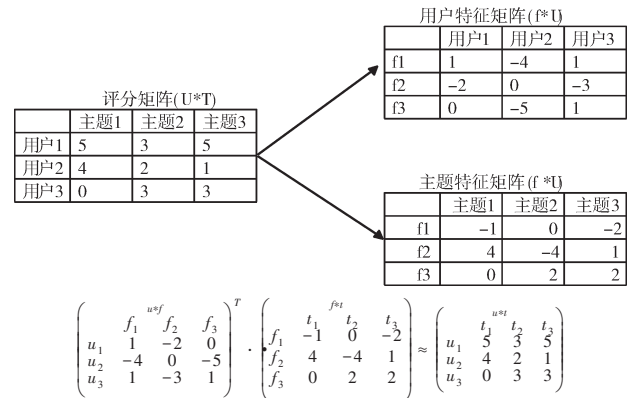 用户特征矩阵(f*U)
用户1 用户2 用户3
f1 1 -4 1
f2 -2 0 -3
f3 0 -5 1
评分矩阵(U*T)
主题1 主题2 主题3
用户1 5 3 5
用户2 4 2 1
用户3 0 3 3
主题特征矩阵(f *U)
主题1 主题2 主题3
f1 -1 0 -2
f2 4 -4 1
f3 0 2 2
u*f
f₁ f₂ f₃
u₁ 1 -2 0
u₂ -4 0 -5
u₃ 1 -3 1
T
·
f*t
t₁ t₂ t₃
f₁ -1 0 -2
f₂ 4 -4 1
f₃ 0 2 2
≈
u*t
t₁ t₂ t₃
u₁ 5 3 5
u₂ 4 2 1
u₃ 0 3 3